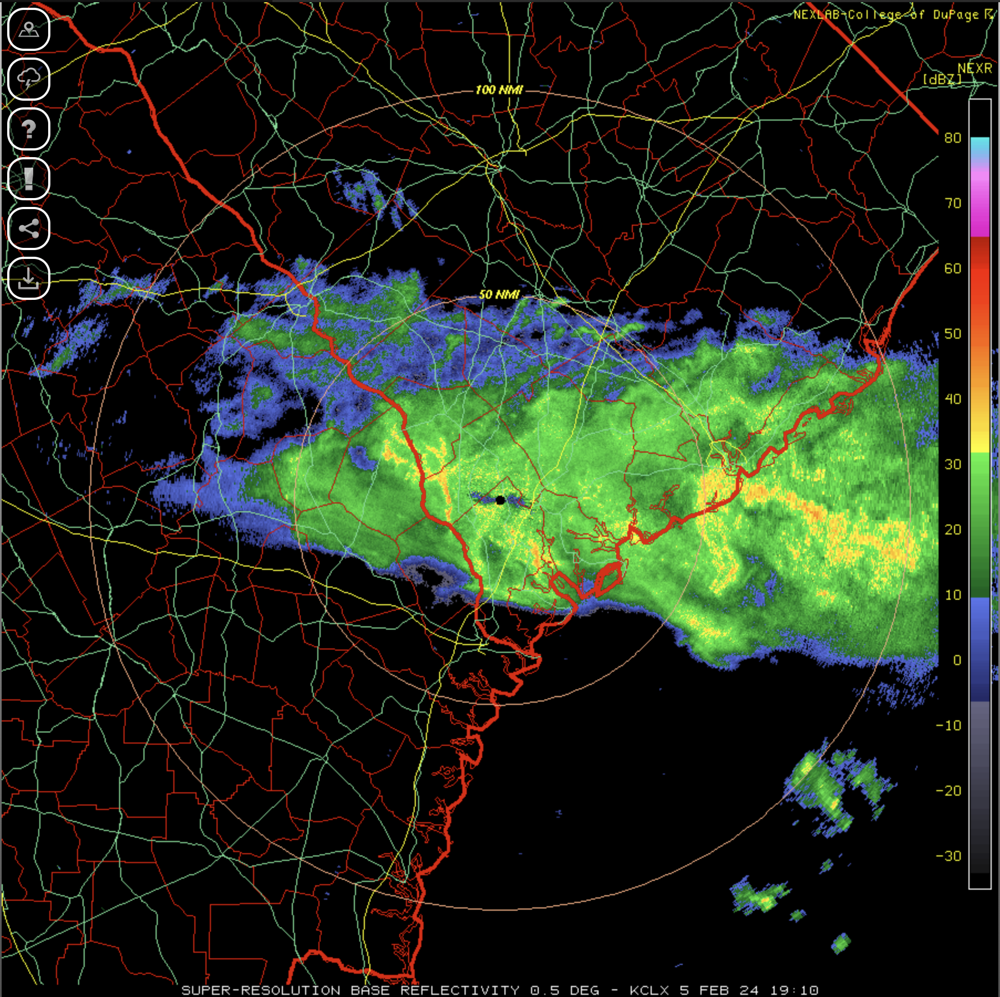 NEXLAB-College of DuPage
NEXR
[dBZ]
100 NMI
80
70
60
50 NMI
50
40
30
20
10
0
-10
-20
-30
SUPER-RESOLUTION BASE REFLECTIVITY 0.5 DEG - KCLX 5 FEB 24 19:10